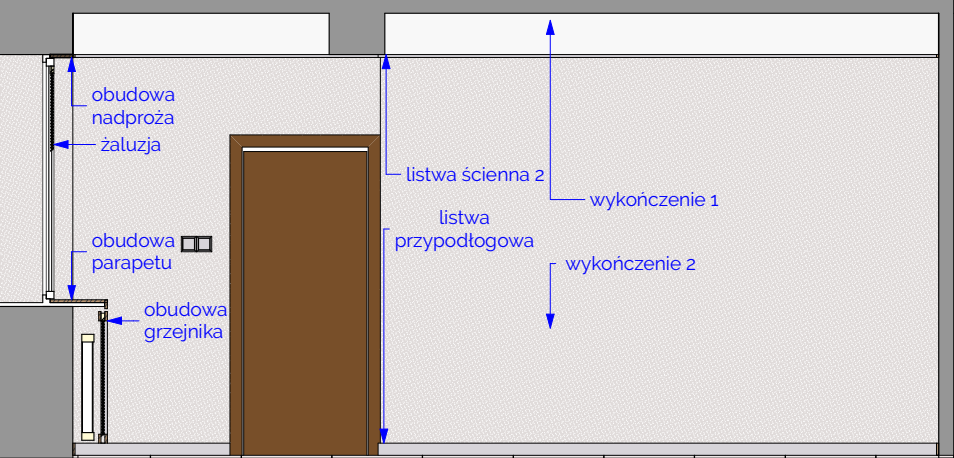 obudowa
nadproża
żaluzja
listwa ścienna 2
wykończenie 1
listwa
przypodłogowa
obudowa
parapetu
wykończenie 2
obudowa
grzejnika